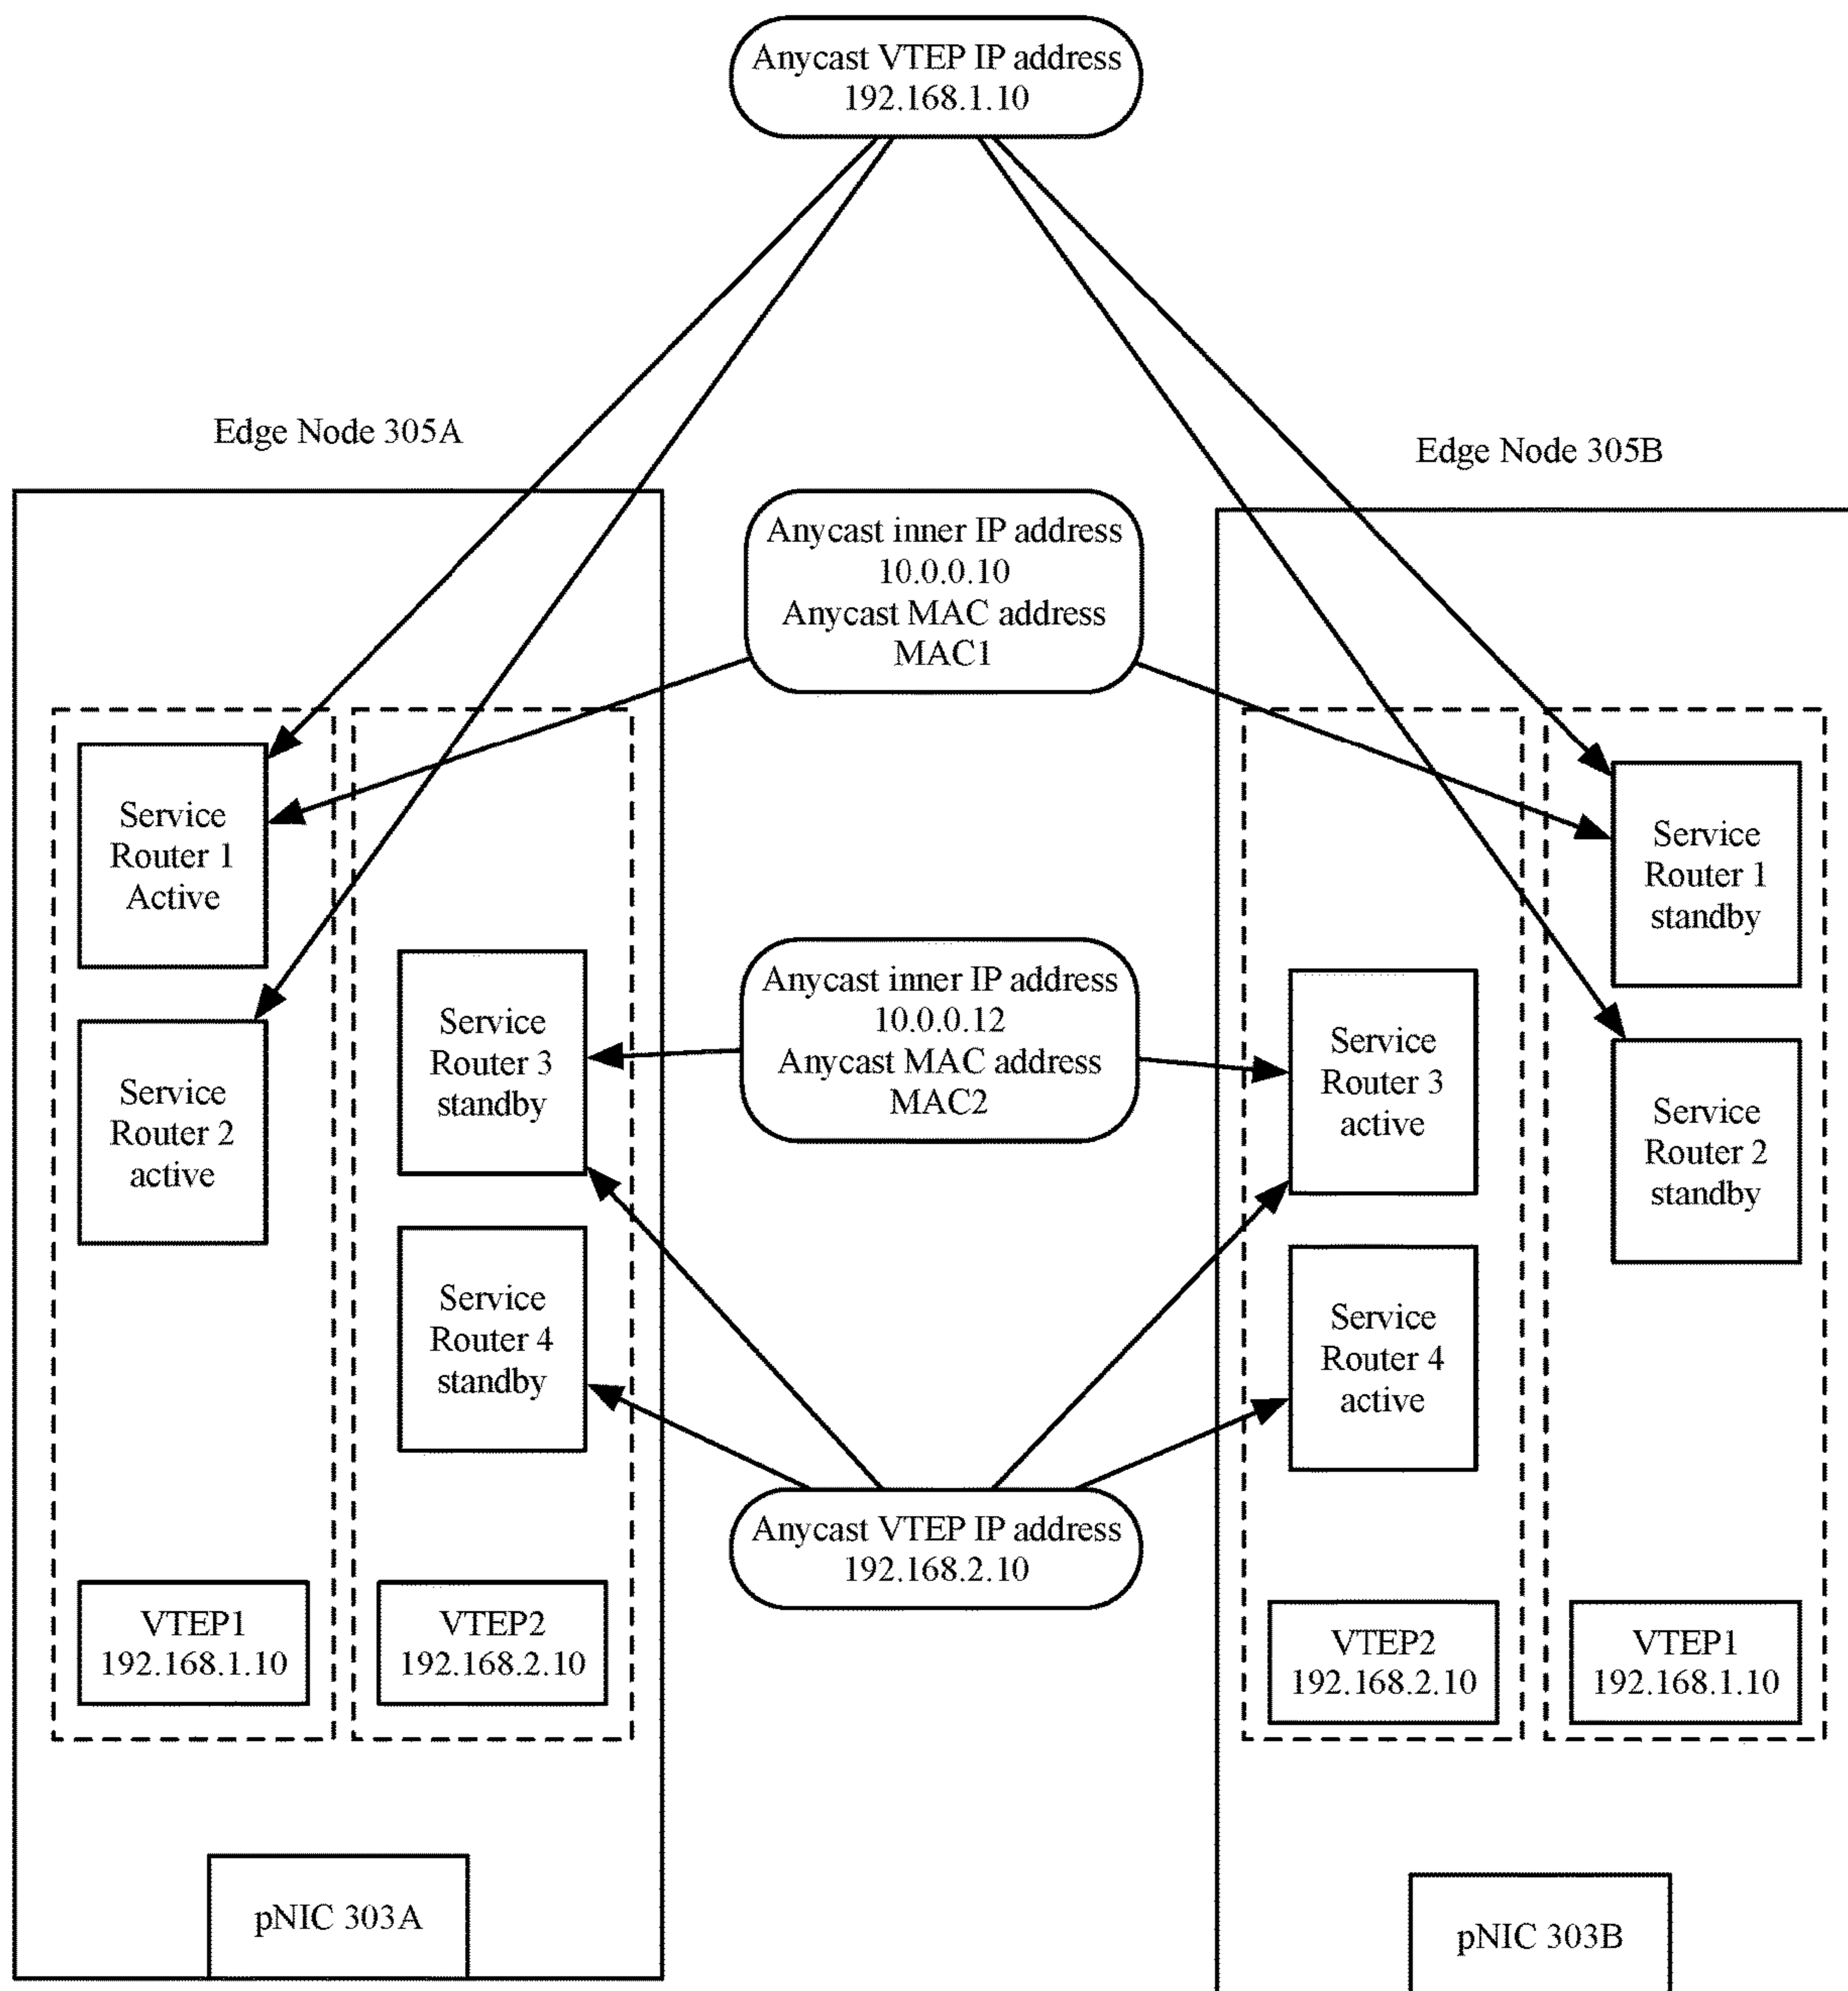 Anycast VTEP IP address
192.168.1.10
Edge Node 305A
Edge Node 305B
Anycast inner IP address
10.0.0.10
Anycast MAC address
MAC1
Service
Router 1
Active
Service
Router 2
active
Service
Router 3
standby
Service
Router 4
standby
Anycast inner IP address
10.0.0.12
Anycast MAC address
MAC2
Service
Router 3
active
Service
Router 4
active
Service
Router 1
standby
Service
Router 2
standby
Anycast VTEP IP address
192.168.2.10
VTEP1
192.168.1.10
VTEP2
192.168.2.10
VTEP2
192.168.2.10
VTEP1
192.168.1.10
pNIC 303A
pNIC 303B